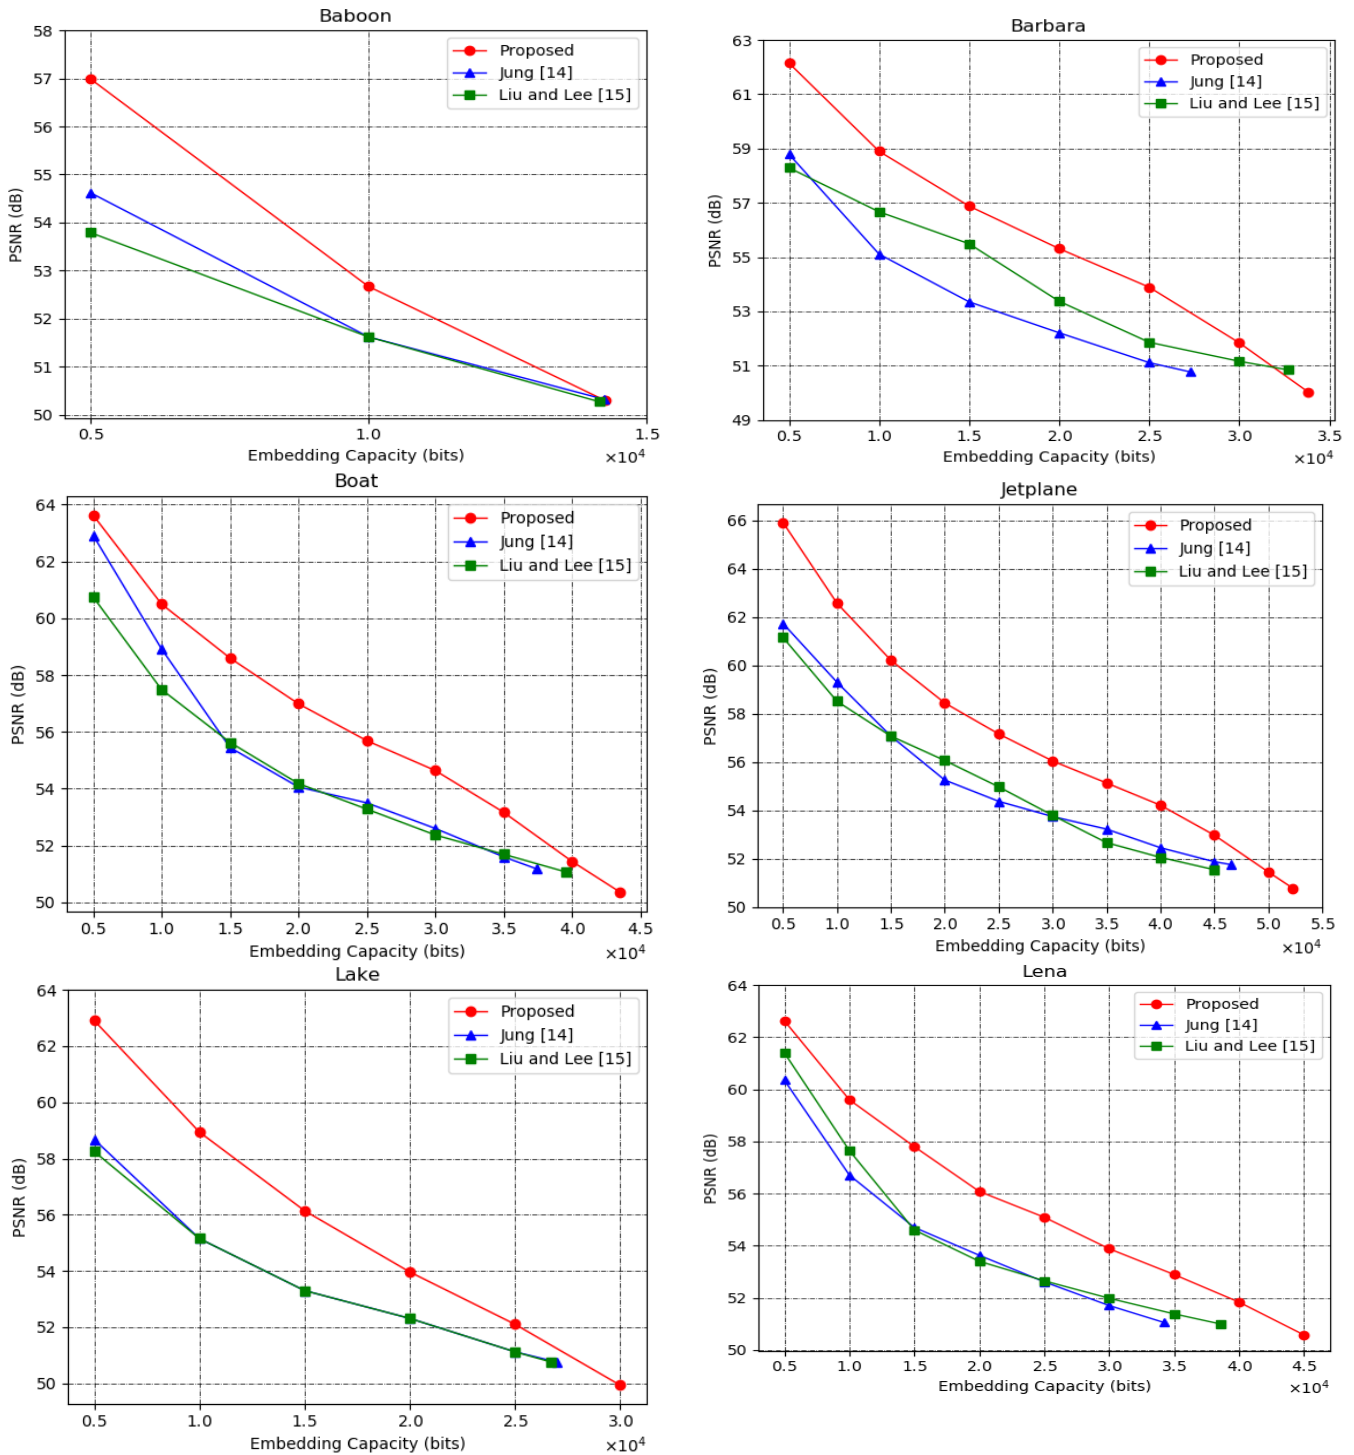 Baboon
58
57
56
55
54
53
52
51
50
PSNR (dB)
Proposed
Jung [14]
Liu and Lee [15]
0.5
1.0
1.5
Embedding Capacity (bits)
×10⁴
Barbara
63
61
59
57
55
53
51
49
PSNR (dB)
Proposed
Jung [14]
Liu and Lee [15]
0.5
1.0
1.5
2.0
2.5
3.0
3.5
Embedding Capacity (bits)
×10⁴
Boat
64
62
60
58
56
54
52
50
PSNR (dB)
Proposed
Jung [14]
Liu and Lee [15]
0.5
1.0
1.5
2.0
2.5
3.0
3.5
4.0
4.5
Embedding Capacity (bits)
×10⁴
Jetplane
66
64
62
60
58
56
54
52
50
PSNR (dB)
Proposed
Jung [14]
Liu and Lee [15]
0.5
1.0
1.5
2.0
2.5
3.0
3.5
4.0
4.5
5.0
5.5
Embedding Capacity (bits)
×10⁴
Lake
64
62
60
58
56
54
52
50
PSNR (dB)
Proposed
Jung [14]
Liu and Lee [15]
0.5
1.0
1.5
2.0
2.5
3.0
Embedding Capacity (bits)
×10⁴
Lena
64
62
60
58
56
54
52
50
PSNR (dB)
Proposed
Jung [14]
Liu and Lee [15]
0.5
1.0
1.5
2.0
2.5
3.0
3.5
4.0
4.5
Embedding Capacity (bits)
×10⁴